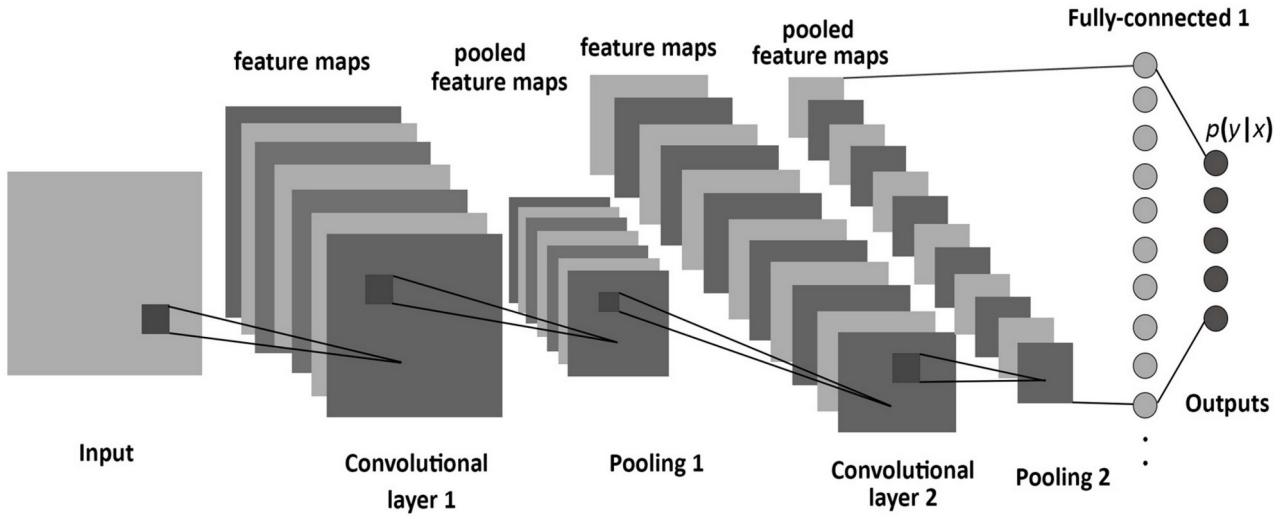 feature maps
pooled
feature maps
feature maps
pooled
feature maps
Fully-connected 1
p(y|x)
Outputs
Input
Convolutional
layer 1
Pooling 1
Convolutional
layer 2
Pooling 2